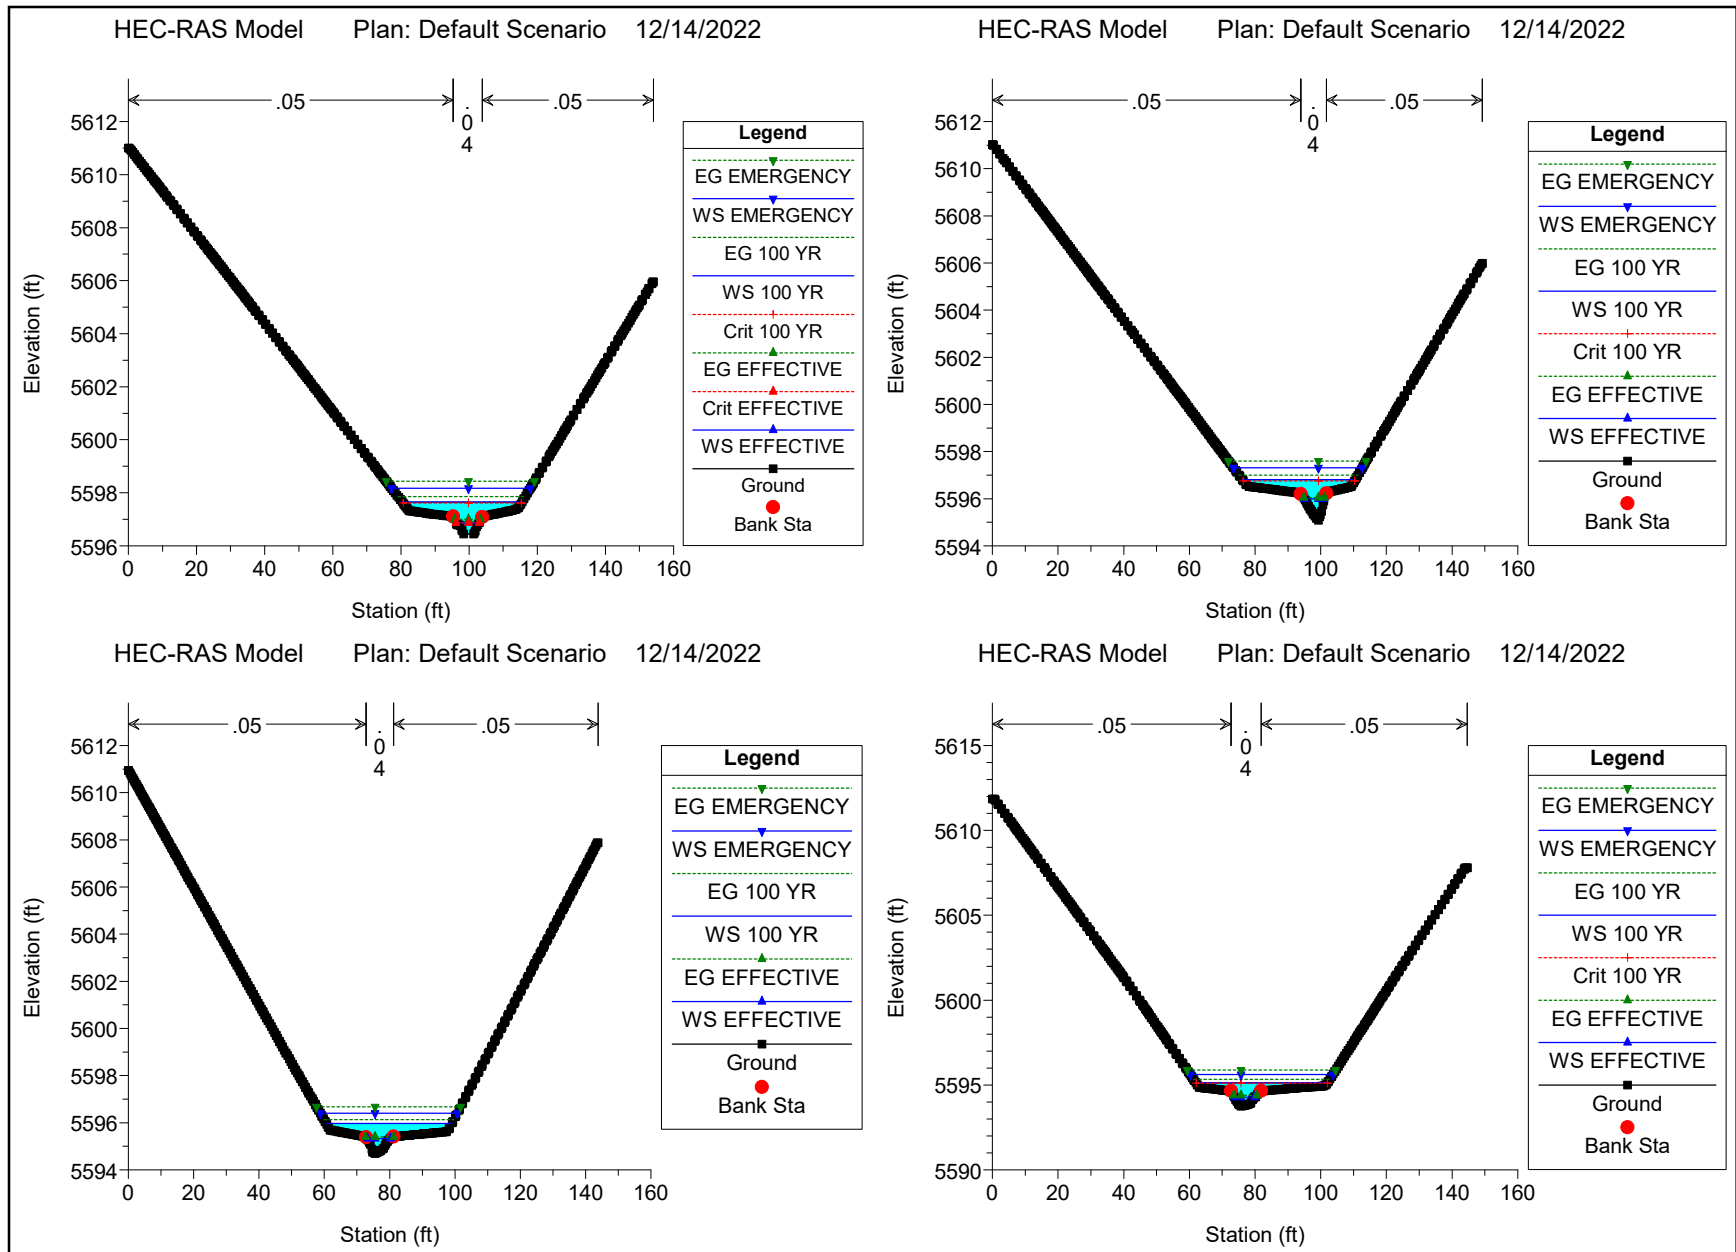 HEC-RAS Model Plan: Default Scenario 12/14/2022
.05
.04
.05
5612
5610
5608
5606
5604
5602
5600
5598
5596
Elevation (ft)
0 20 40 60 80 100 120 140 160
Station (ft)
Legend
EG EMERGENCY
WS EMERGENCY
EG 100 YR
WS 100 YR
Crit 100 YR
EG EFFECTIVE
Crit EFFECTIVE
WS EFFECTIVE
Ground
Bank Sta
HEC-RAS Model Plan: Default Scenario 12/14/2022
.05
.04
.05
5612
5610
5608
5606
5604
5602
5600
5598
5596
5594
Elevation (ft)
0 20 40 60 80 100 120 140 160
Station (ft)
Legend
EG EMERGENCY
WS EMERGENCY
EG 100 YR
WS 100 YR
Crit 100 YR
EG EFFECTIVE
WS EFFECTIVE
Ground
Bank Sta
HEC-RAS Model Plan: Default Scenario 12/14/2022
.05
.04
.05
5612
5610
5608
5606
5604
5602
5600
5598
5596
5594
Elevation (ft)
0 20 40 60 80 100 120 140 160
Station (ft)
Legend
EG EMERGENCY
WS EMERGENCY
EG 100 YR
WS 100 YR
EG EFFECTIVE
WS EFFECTIVE
Ground
Bank Sta
HEC-RAS Model Plan: Default Scenario 12/14/2022
.05
.04
.05
5615
5610
5605
5600
5595
5590
Elevation (ft)
0 20 40 60 80 100 120 140 160
Station (ft)
Legend
EG EMERGENCY
WS EMERGENCY
EG 100 YR
WS 100 YR
Crit 100 YR
EG EFFECTIVE
WS EFFECTIVE
Ground
Bank Sta